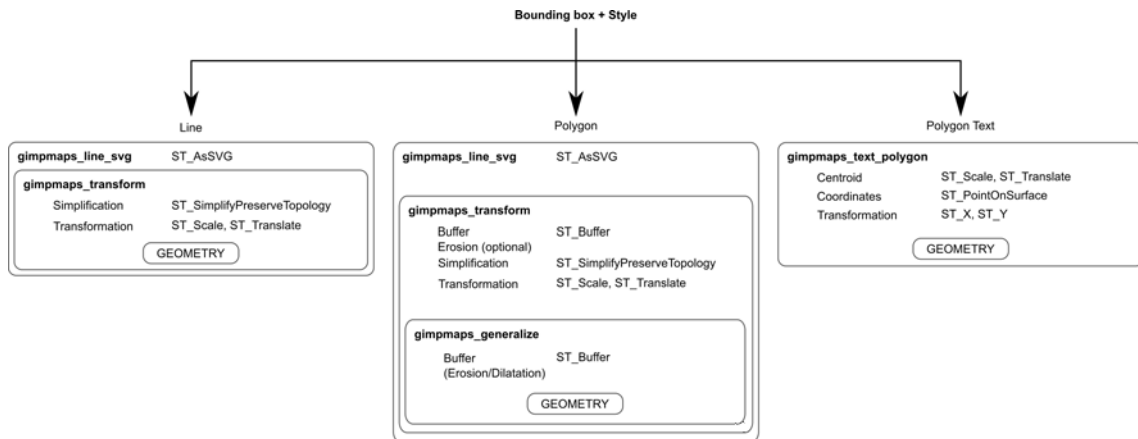 Bounding box + Style
Line
gimpmaps_line_svg ST_AsSVG
gimpmaps_transform
Simplification ST_SimplifyPreserveTopology
Transformation ST_Scale, ST_Translate
GEOMETRY
Polygon
gimpmaps_line_svg ST_AsSVG
gimpmaps_transform
Buffer ST_Buffer
Erosion (optional)
Simplification ST_SimplifyPreserveTopology
Transformation ST_Scale, ST_Translate
gimpmaps_generalize
Buffer ST_Buffer
(Erosion/Dilatation)
GEOMETRY
Polygon Text
gimpmaps_text_polygon
Centroid ST_Scale, ST_Translate
Coordinates ST_PointOnSurface
Transformation ST_X, ST_Y
GEOMETRY